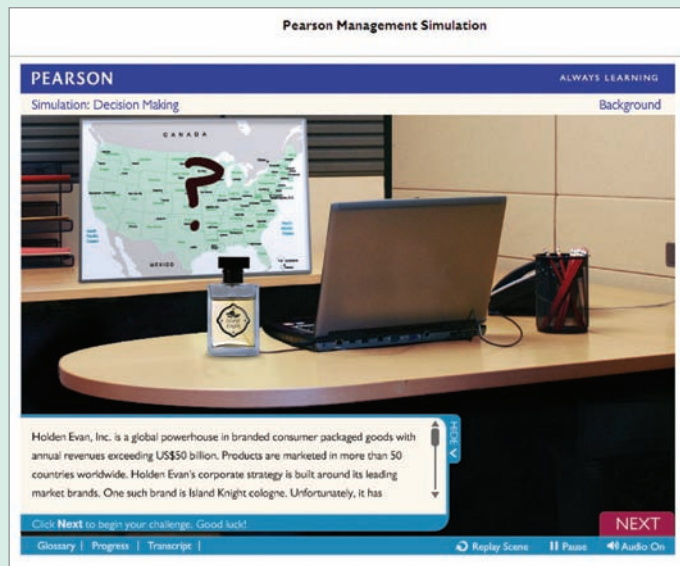 Pearson Management Simulation
PEARSON
ALWAYS LEARNING
Simulation: Decision Making
Background
CANADA
MEXICO
Island
Knight
Holden Evan, Inc. is a global powerhouse in branded consumer packaged goods with
annual revenues exceeding US$50 billion. Products are marketed in more than 50
countries worldwide. Holden Evan's corporate strategy is built around its leading
market brands. One such brand is Island Knight cologne. Unfortunately, it has
HIDE
Click Next to begin your challenge. Good luck!
NEXT
Glossary | Progress | Transcript |
Replay Scene
Pause
Audio On